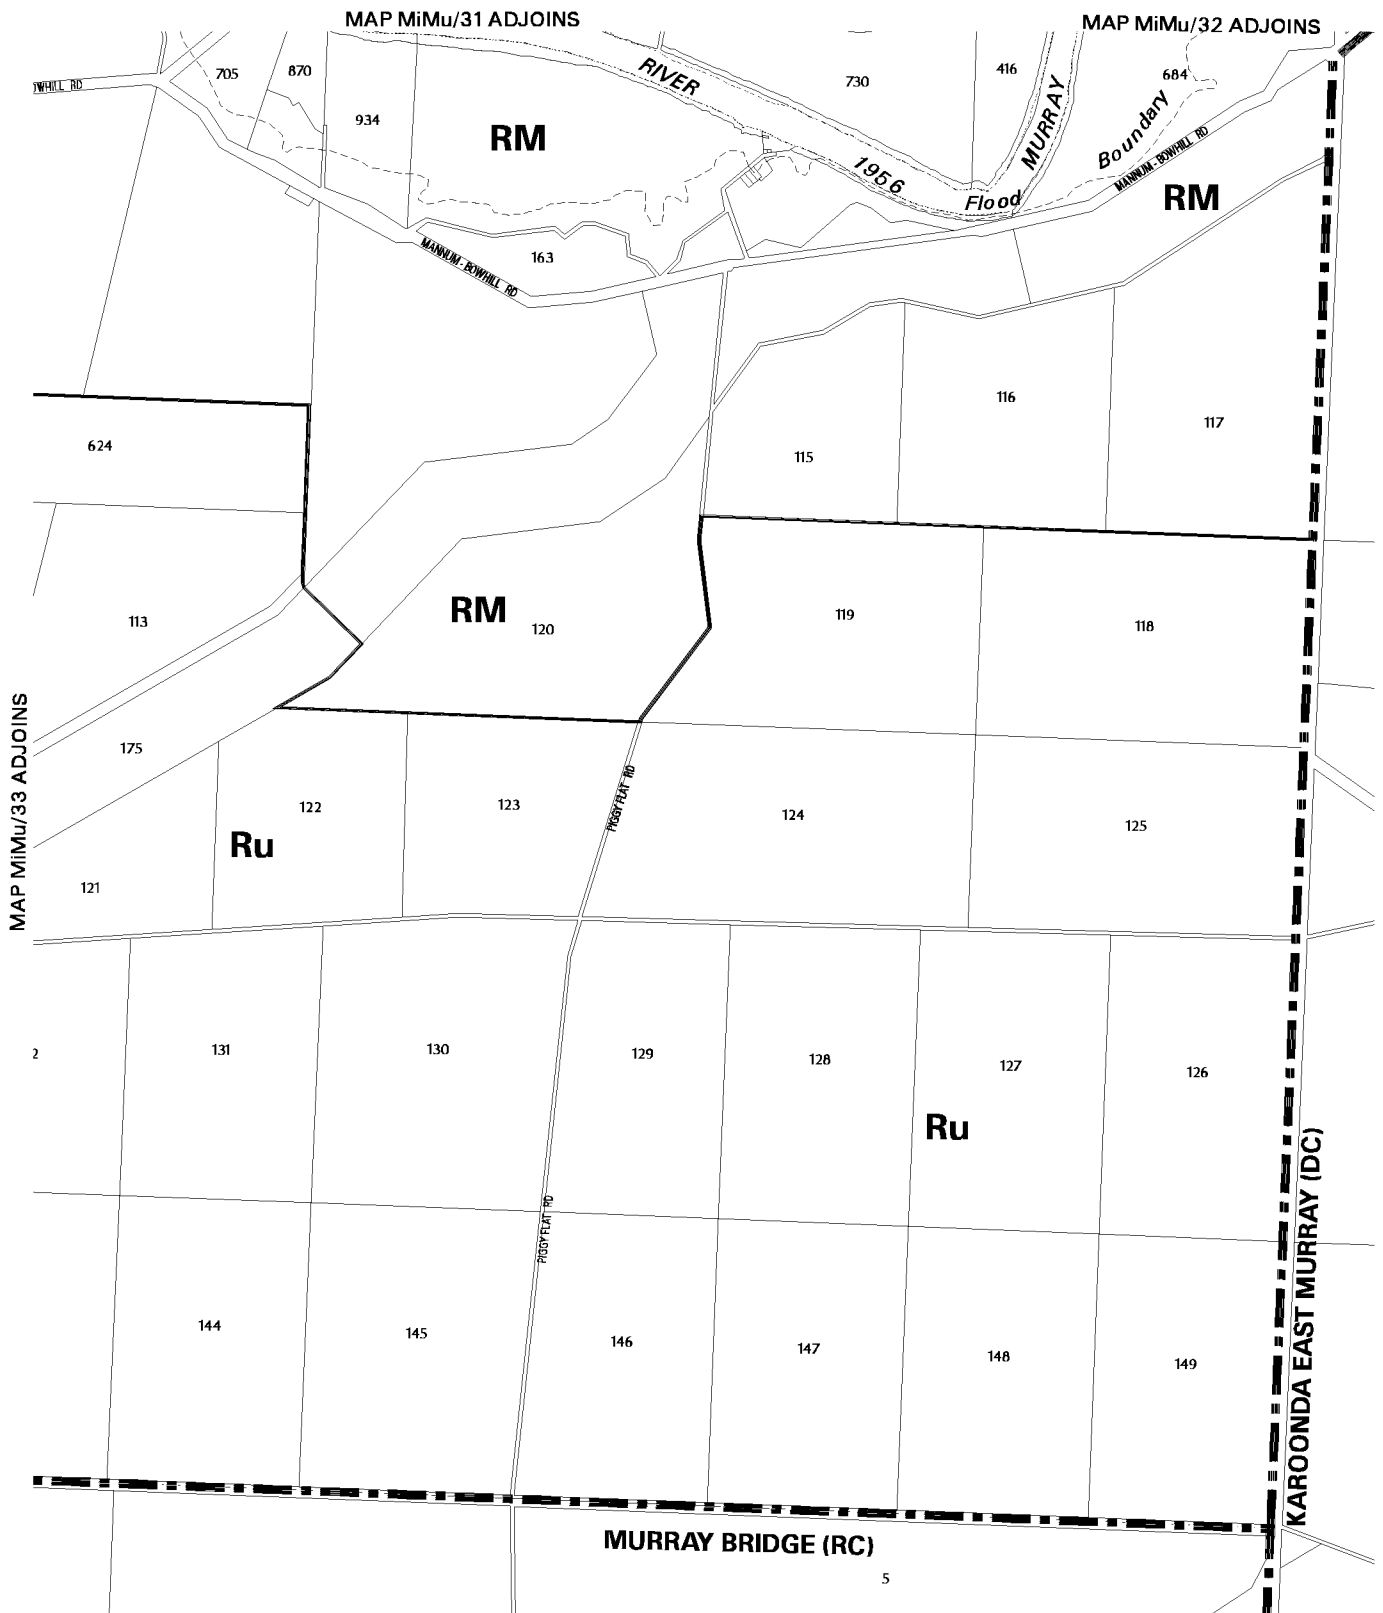 MAP MiMu/31 ADJOINS
MAP MiMu/32 ADJOINS
705
870
934
RM
RIVER
730
416
684
MURRAY
Boundary
MANNUM - BOWHILL RD
1956
Flood
RM
OWHILL RD
163
MANNUM - BOWHILL RD
624
116
117
115
113
RM
120
119
118
MAP MiMu/33 ADJOINS
175
122
123
PIGGY FLAT RD
124
125
Ru
121
2
131
130
129
128
127
126
Ru
PIGGY FLAT RD
144
145
146
147
148
149
KAROONDA EAST MURRAY (DC)
MURRAY BRIDGE (RC)
5